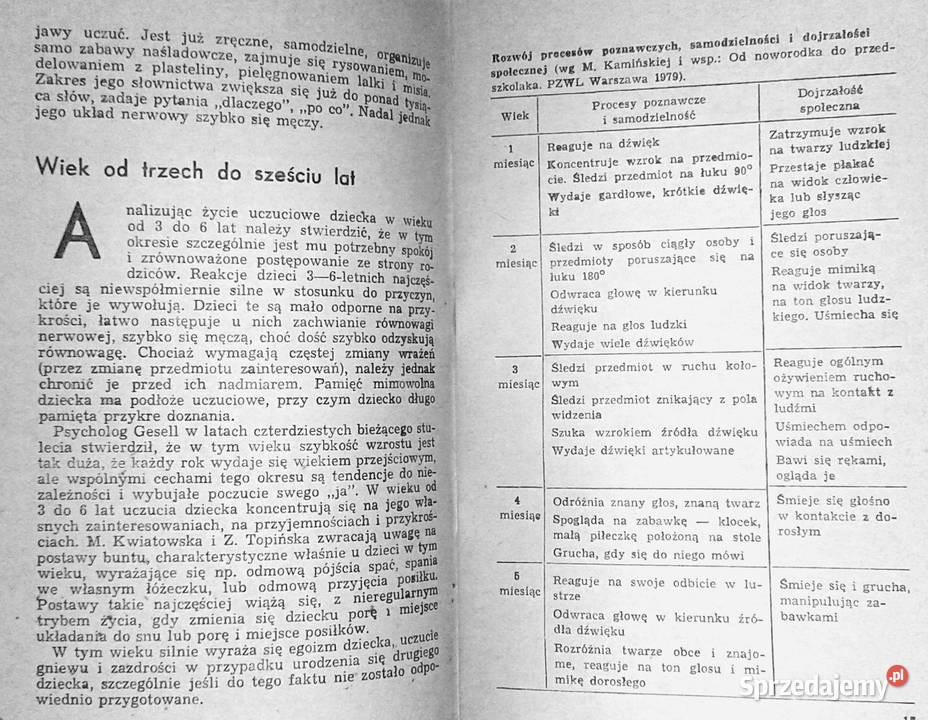 jawy uczuć. Jest już zręczne, samodzielne, organizuje
samo zabawy naśladowcze, zajmuje się rysowaniem, mo-
delowaniem z plasteliny, pielęgnowaniem lalki i misia.
Zakres jego słownictwa zwiększa się już do ponad tysią-
ca słów, zadaje pytania „dlaczego”, „po co”. Nadal jednak
jego układ nerwowy szybko się męczy.
Wiek od trzech do sześciu lat
Analizując życie uczuciowe dziecka w wieku
od 3 do 6 lat należy stwierdzić, że w tym
okresie szczególnie jest mu potrzebny spokój
i zrównoważone postępowanie ze strony ro-
dziców. Reakcje dzieci 3—6-letnich najczęś-
ciej są niewspółmiernie silne w stosunku do przyczyn,
które je wywołują. Dzieci te są mało odporne na przy-
krości, łatwo następuje u nich zachwianie równowagi
nerwowej, szybko się męczą, choć dość szybko odzyskują
równowagę. Chociaż wymagają częstej zmiany wrażeń
(przez zmianę przedmiotu zainteresowań), należy jednak
chronić je przed ich nadmiarem. Pamięć mimowolna
dziecka ma podłoże uczuciowe, przy czym dziecko długo
pamięta przykre doznania.
Psycholog Gesell w latach czterdziestych bieżącego stu-
lecia stwierdził, że w tym wieku szybkość wzrostu jest
tak duża, że każdy rok wydaje się wiekiem przejściowym,
ale wspólnymi cechami tego okresu są tendencje do nie-
zależności i wybujałe poczucie swego „ja”. W wieku od
3 do 6 lat uczucia dziecka koncentrują się na jego wła-
snych zainteresowaniach, na przyjemnościach i przykroś-
ciach. M. Kwiatowska i Z. Topińska zwracają uwagę na
postawy buntu, charakterystyczne właśnie u dzieci w tym
wieku, wyrażające się np. odmową pójścia spać, spania
we własnym łóżeczku, lub odmową przyjęcia posiłku.
Postawy takie najczęściej wiążą się, z nieregularnym
trybem życia, gdy zmienia się dziecku porę i miejsce
układania do snu lub porę i miejsce posiłków.
W tym wieku silnie wyraża się egoizm dziecka, uczucie
gniewu i zazdrości w przypadku urodzenia się drugiego
dziecka, szczególnie jeśli do tego faktu nie zostało odpo-
wiednio przygotowane.
Rozwój procesów poznawczych, samodzielności i dojrzałości
społecznej (wg M. Kamińskiej i wsp.: Od noworodka do przed-
szkolaka. PZWL Warszawa 1979).
Wiek
Procesy poznawcze
i samodzielność
Dojrzałość
społeczna
1
miesiąc
Reaguje na dźwięk
Koncentruje wzrok na przedmio-
cie. Śledzi przedmiot na łuku 90°
Wydaje gardłowe, krótkie dźwię-
ki
Zatrzymuje wzrok
na twarzy ludzkiej
Przestaje płakać
na widok człowie-
ka lub słysząc
jego głos
2
miesiąc
Śledzi w sposób ciągły osoby i
przedmioty poruszające się na
łuku 180°
Odwraca głowę w kierunku
dźwięku
Reaguje na głos ludzki
Wydaje wiele dźwięków
Śledzi poruszają-
ce się osoby
Reaguje mimiką
na widok twarzy,
na ton głosu ludz-
kiego. Uśmiecha się
3
miesiąc
Śledzi przedmiot w ruchu koło-
wym
Śledzi przedmiot znikający z pola
widzenia
Szuka wzrokiem źródła dźwięku
Wydaje dźwięki artykułowane
Reaguje ogólnym
ożywieniem rucho-
wym na kontakt z
ludźmi
Uśmiechem odpo-
wiada na uśmiech
Bawi się rękami,
ogląda je
4
miesiąc
Odróżnia znany głos, znaną twarz
Spogląda na zabawkę — klocek,
małą piłeczkę położoną na stole
Grucha, gdy się do niego mówi
Śmieje się głośno
w kontakcie z do-
rosłym
5
miesiąc
Reaguje na swoje odbicie w lu-
strze
Odwraca głowę w kierunku źró-
dła dźwięku
Rozróżnia twarze obce i znajo-
me, reaguje na ton głosu i mi-
mikę dorosłego
Śmieje się i grucha,
manipulując za-
bawkami
Sprzedajemy.pl